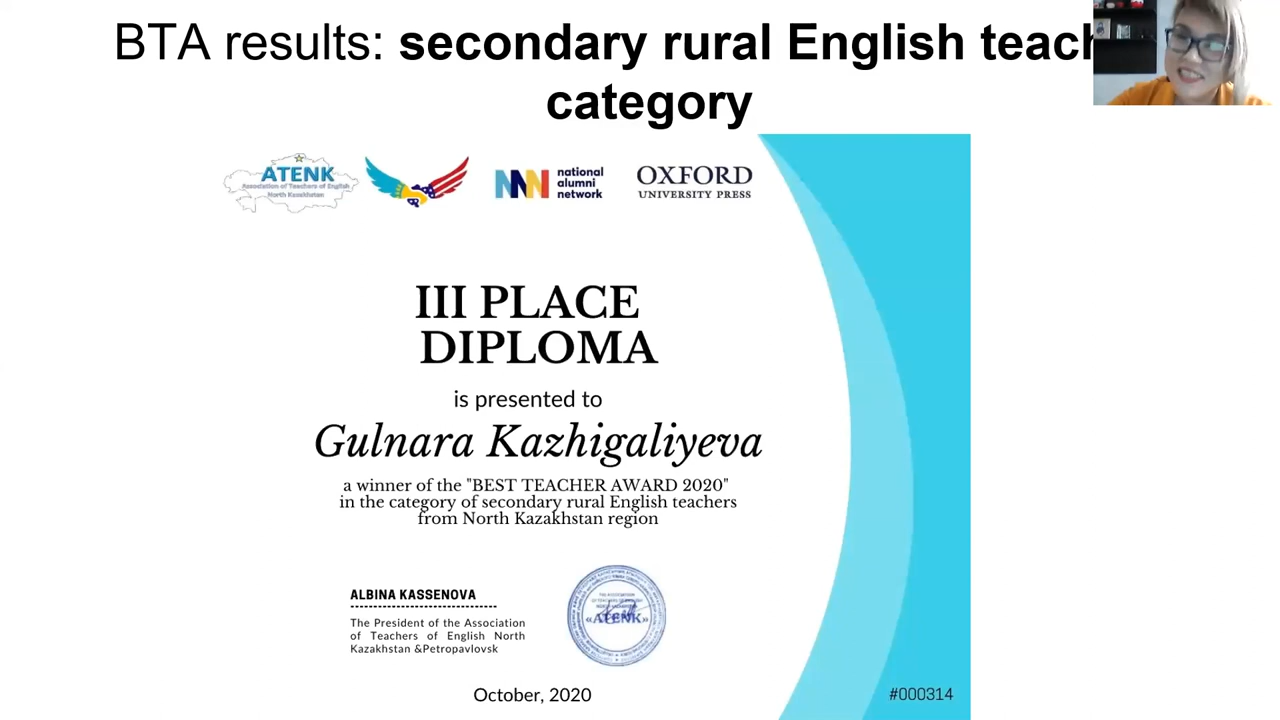 BTA results: secondary rural English
category
ATENK
Association of Teachers of English
North Kazakhstan
national
alumni
network
OXFORD
UNIVERSITY PRESS
III PLACE
DIPLOMA
is presented to
Gulnara Kazhigaliyeva
a winner of the "BEST TEACHER AWARD 2020"
in the category of secondary rural English teachers
from North Kazakhstan region
ALBINA KASSENOVA
The President of the Association
of Teachers of English North
Kazakhstan &Petropavlovsk
«ATENK»
October, 2020
#000314